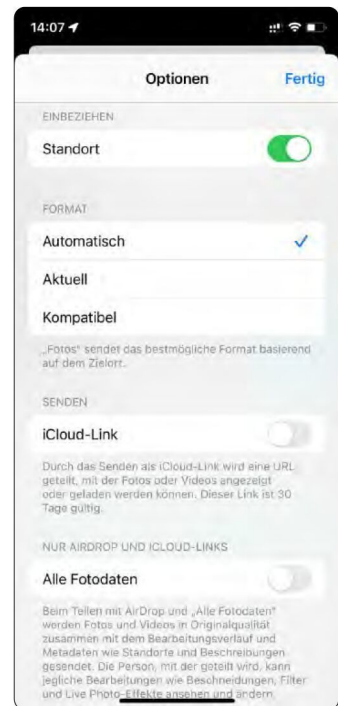 14:07
Optionen
Fertig
EINBEZIEHEN
Standort
FORMAT
Automatisch
Aktuell
Kompatibel
„Fotos“ sendet das bestmögliche Format basierend
auf dem Zielort.
SENDEN
iCloud-Link
Durch das Senden als iCloud-Link wird eine URL
geteilt, mit der Fotos oder Videos angezeigt
oder geladen werden können. Dieser Link ist 30
Tage gültig.
NUR AIRDROP UND ICLOUD-LINKS
Alle Fotodaten
Beim Teilen mit AirDrop und „Alle Fotodaten“
werden Fotos und Videos in Originalqualität
zusammen mit dem Bearbeitungsverlauf und
Metadaten wie Standorte und Beschreibungen
gesendet. Die Person, mit der geteilt wird, kann
jegliche Bearbeitungen wie Beschneidungen, Filter
und Live Photo-Effekte ansehen und ändern.